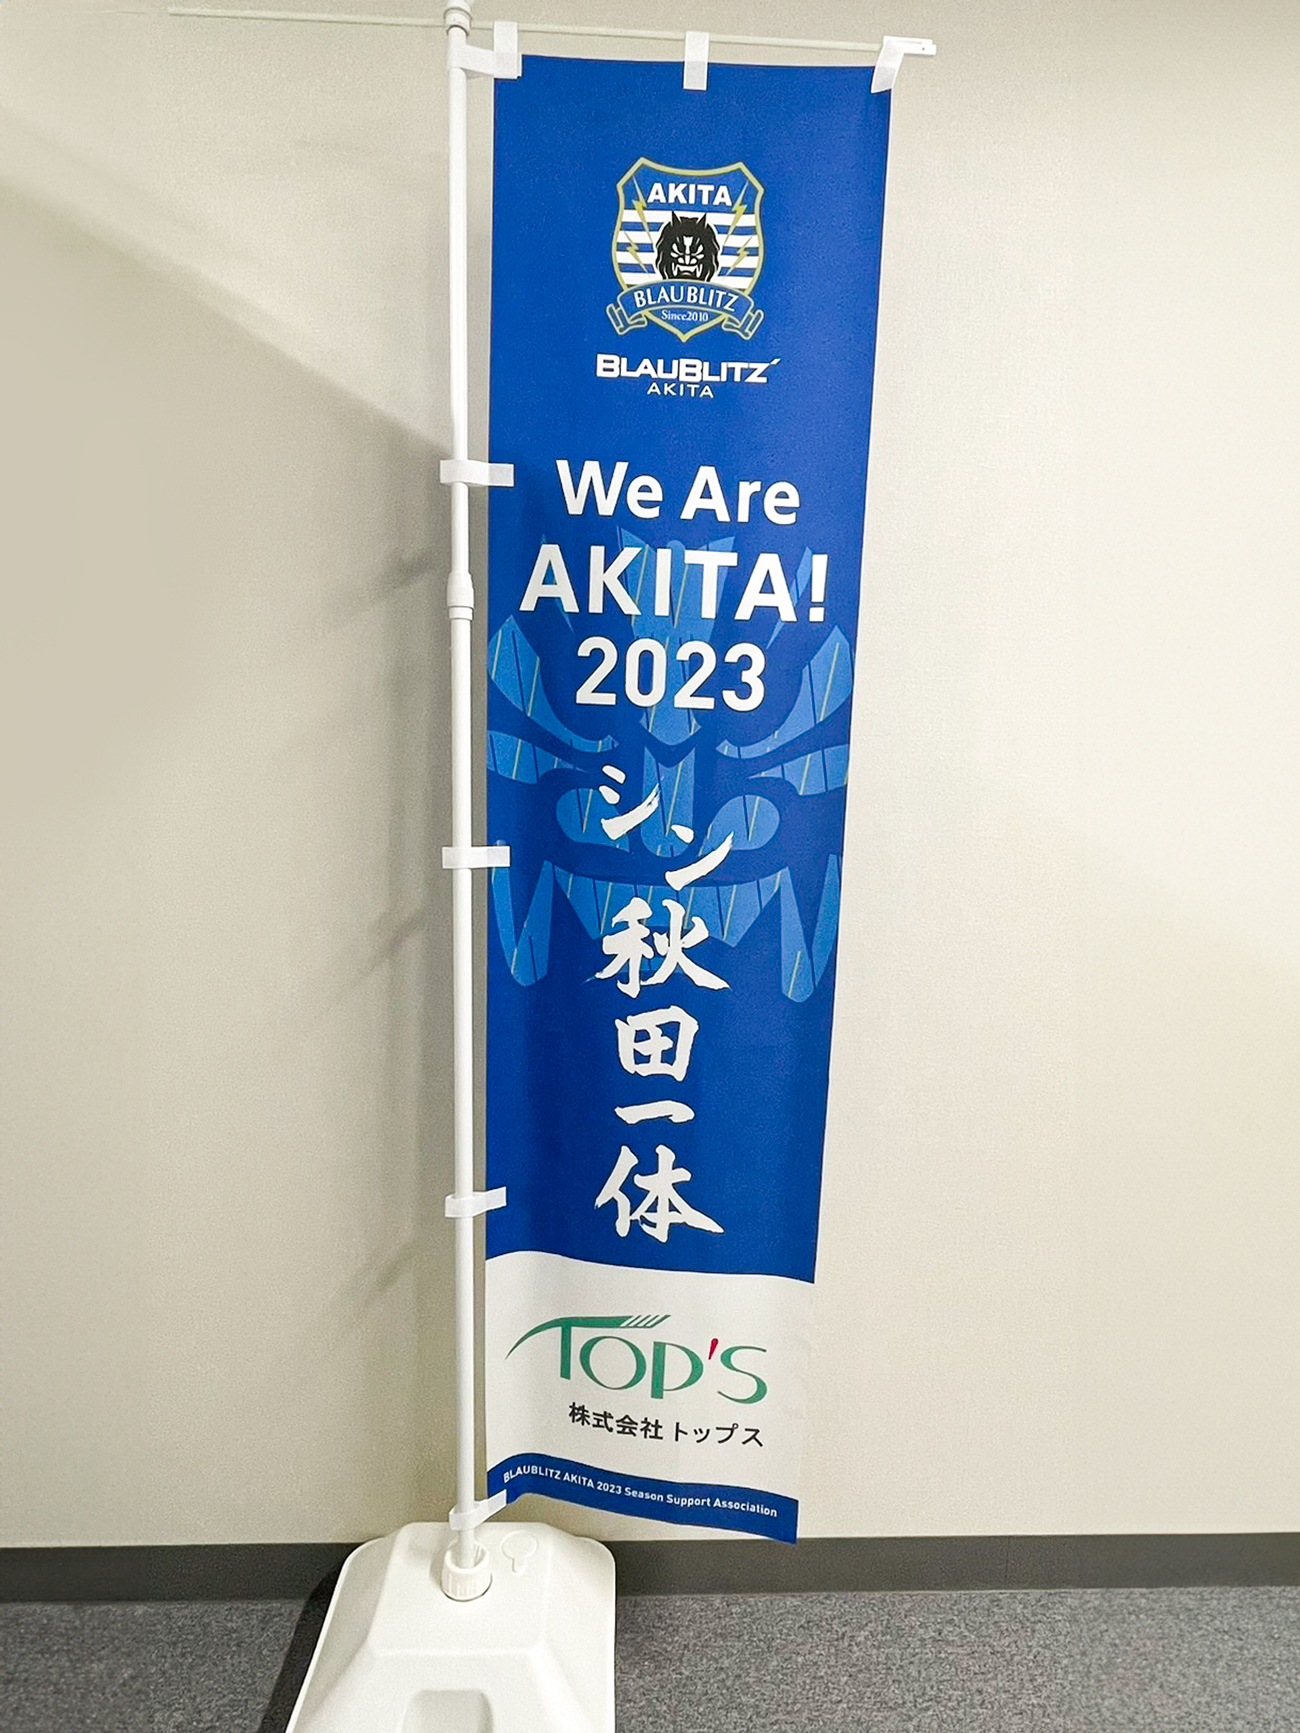 AKITA
BLAUBLITZ
Since2010
BLAUBLITZ
AKITA
We Are
AKITA!
2023
シン秋田一体
TOP'S
株式会社トップス
BLAUBLITZ AKITA 2023 Season Support Association